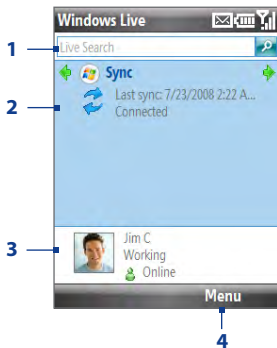 Windows Live
1
Live Search
Sync
2
Last sync: 7/23/2008 2:22 A...
Connected
3
Jim C
Working
Online
Menu
4